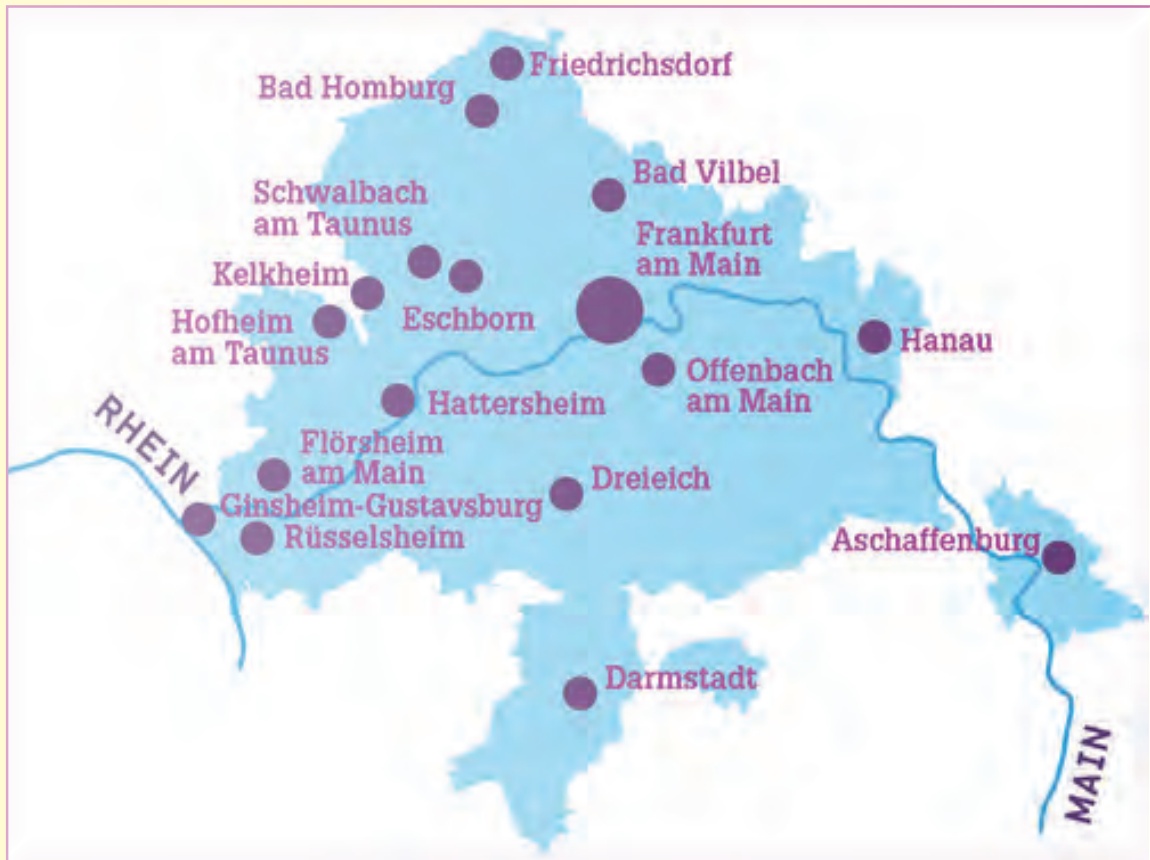 Friedrichsdorf
Bad Homburg
Bad Vilbel
Schwalbach
am Taunus
Frankfurt
am Main
Kelkheim
Eschborn
Hofheim
am Taunus
Hanau
Offenbach
am Main
Hattersheim
RHEIN
Flörsheim
am Main
Dreieich
Ginsheim-Gustavsburg
Rüsselsheim
Aschaffenburg
Darmstadt
MAIN